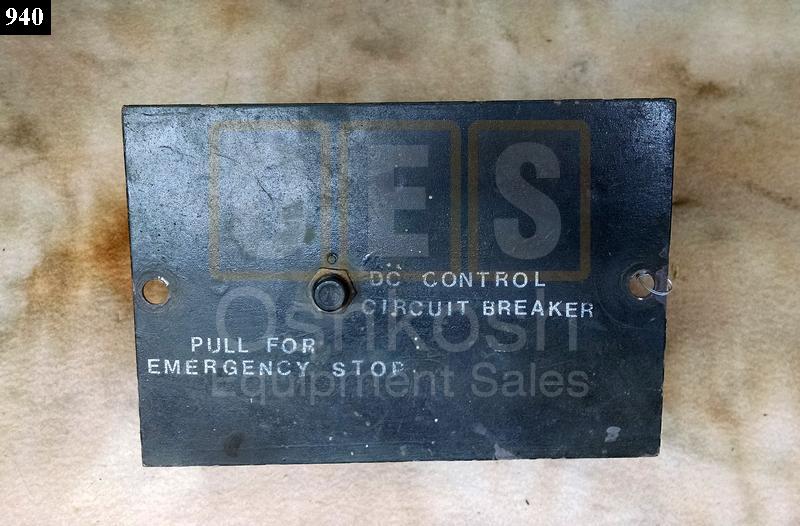 940
OES
DC CONTROL
CIRCUIT BREAKER
Oshkosh
PULL FOR
EMERGENCY STOP
Equipment Sales